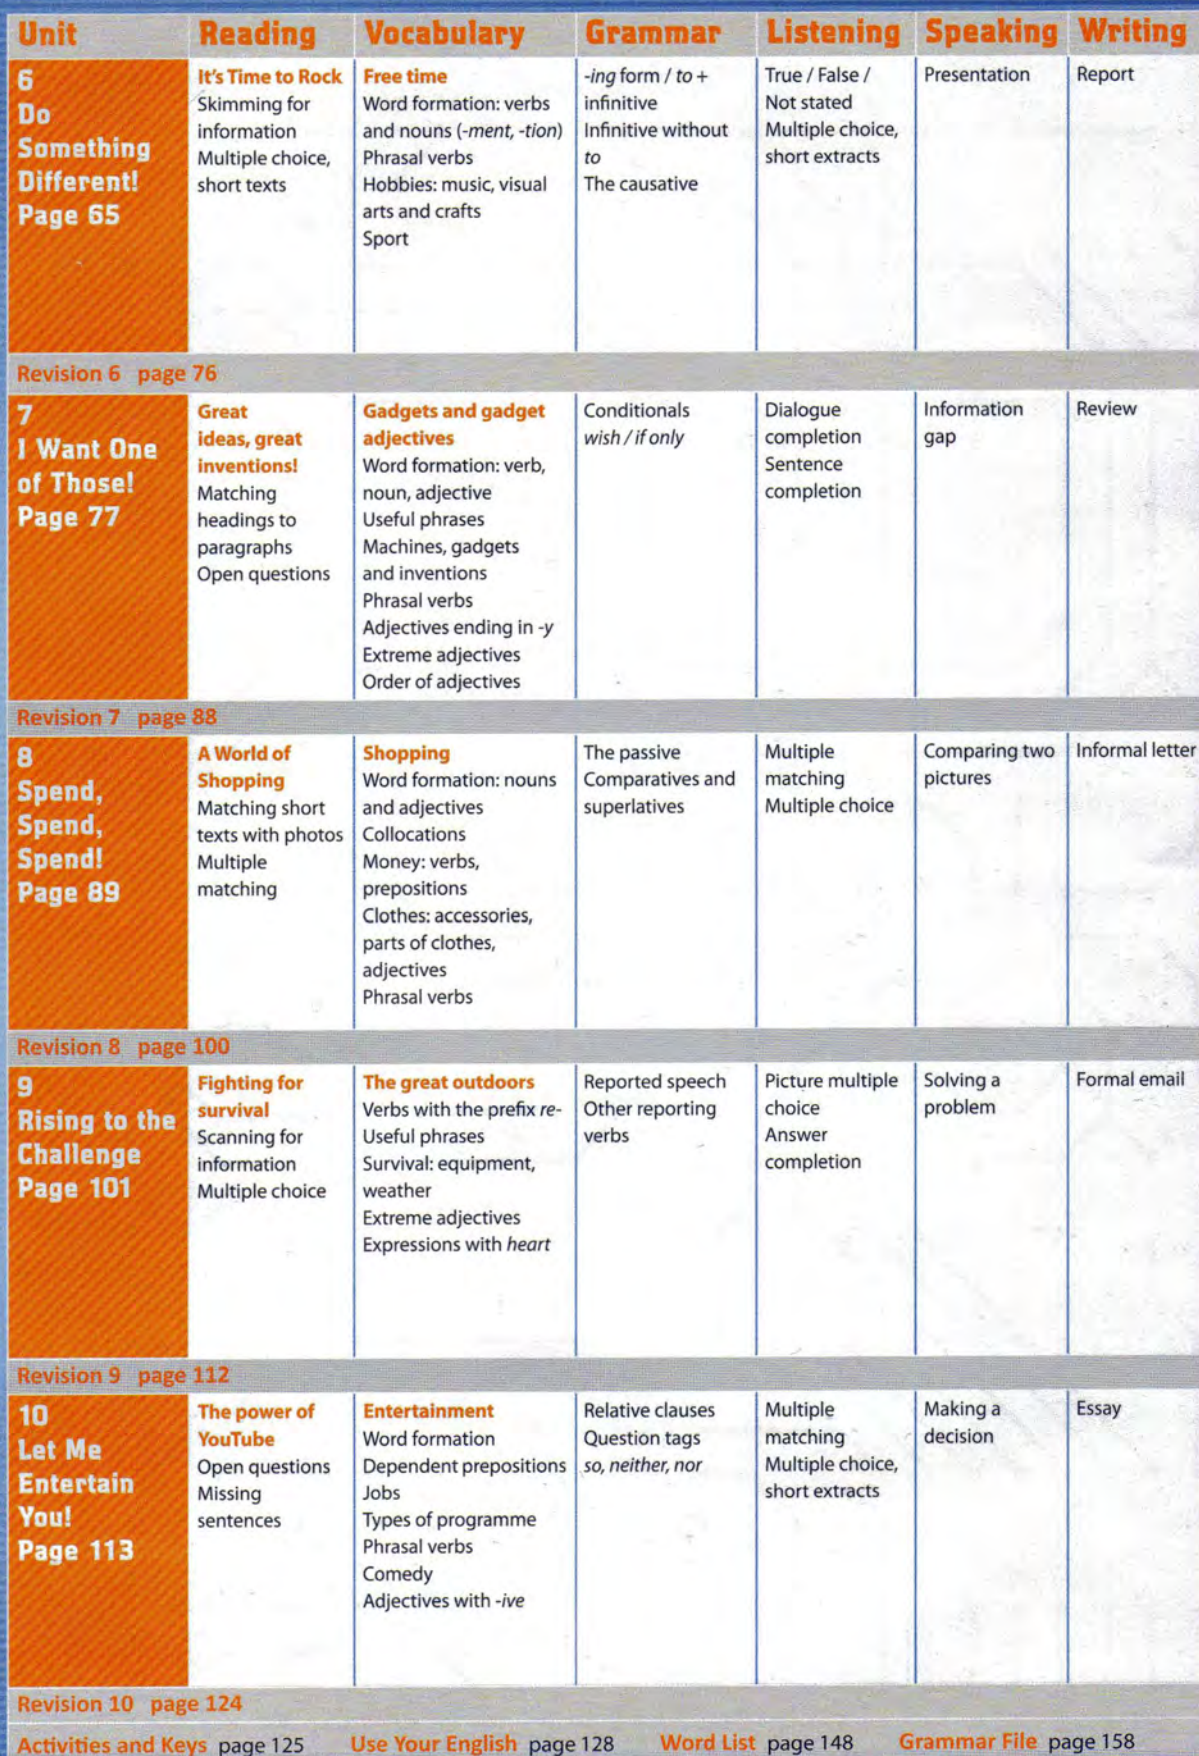 Unit Reading Vocabulary Grammar Listening Speaking Writing
6
Do
Something
Different!
Page 65
It's Time to Rock
Skimming for
information
Multiple choice,
short texts
Free time
Word formation: verbs
and nouns (-ment, -tion)
Phrasal verbs
Hobbies: music, visual
arts and crafts
Sport
-ing form / to +
infinitive
Infinitive without
to
The causative
True / False /
Not stated
Multiple choice,
short extracts
Presentation
Report
Revision 6 page 76
7
I Want One
of Those!
Page 77
Great
ideas, great
inventions!
Matching
headings to
paragraphs
Open questions
Gadgets and gadget
adjectives
Word formation: verb,
noun, adjective
Useful phrases
Machines, gadgets
and inventions
Phrasal verbs
Adjectives ending in -y
Extreme adjectives
Order of adjectives
Conditionals
wish / if only
Dialogue
completion
Sentence
completion
Information
gap
Review
Revision 7 page 88
8
Spend,
Spend,
Spend!
Page 89
A World of
Shopping
Matching short
texts with photos
Multiple
matching
Shopping
Word formation: nouns
and adjectives
Collocations
Money: verbs,
prepositions
Clothes: accessories,
parts of clothes,
adjectives
Phrasal verbs
The passive
Comparatives and
superlatives
Multiple
matching
Multiple choice
Comparing two
pictures
Informal letter
Revision 8 page 100
9
Rising to the
Challenge
Page 101
Fighting for
survival
Scanning for
information
Multiple choice
The great outdoors
Verbs with the prefix re-
Useful phrases
Survival: equipment,
weather
Extreme adjectives
Expressions with heart
Reported speech
Other reporting
verbs
Picture multiple
choice
Answer
completion
Solving a
problem
Formal email
Revision 9 page 112
10
Let Me
Entertain
You!
Page 113
The power of
YouTube
Open questions
Missing
sentences
Entertainment
Word formation
Dependent prepositions
Jobs
Types of programme
Phrasal verbs
Comedy
Adjectives with -ive
Relative clauses
Question tags
so, neither, nor
Multiple
matching
Multiple choice,
short extracts
Making a
decision
Essay
Revision 10 page 124
Activities and Keys page 125 Use Your English page 128 Word List page 148 Grammar File page 158